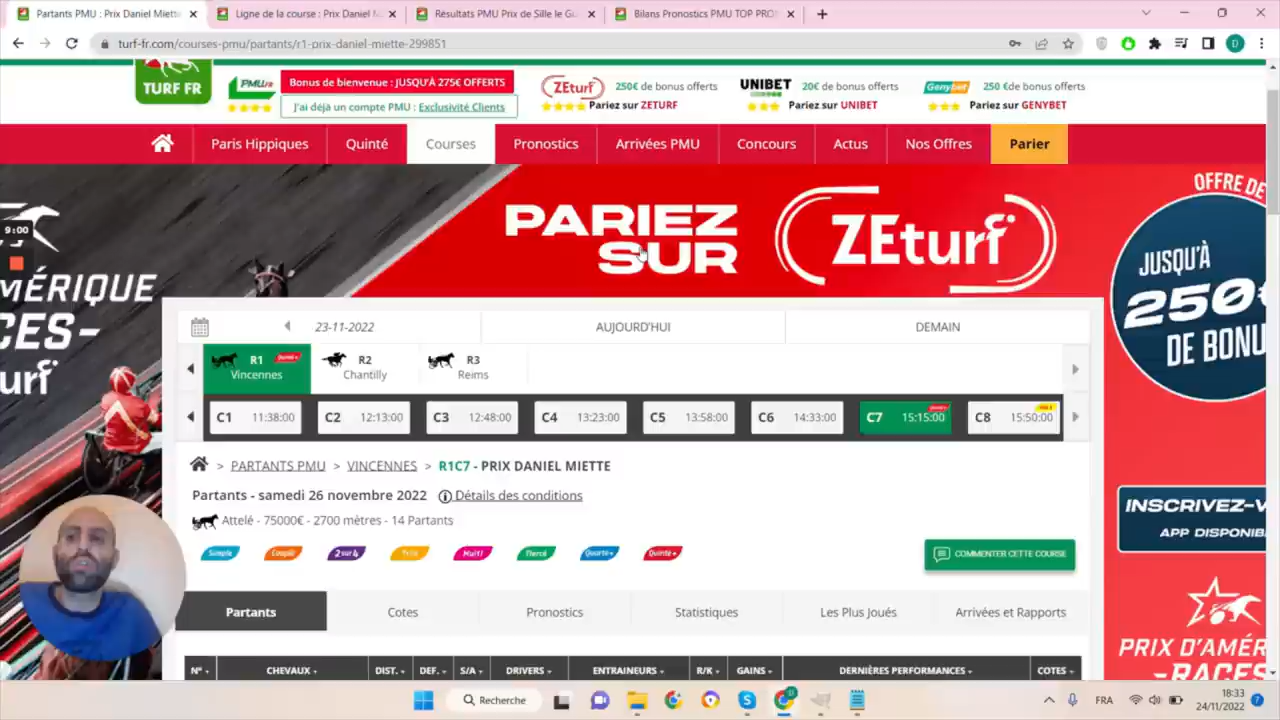 Partants PMU : Prix Daniel Miette
Ligne de la course : Prix Daniel
Résultats PMU Prix de Sille le Gu
Bilans Pronostics PMU TOP PRO
turf-fr.com/courses-pmu/partants/r1-prix-daniel-miette-299851
TURF FR
PMU.fr
Bonus de bienvenue : JUSQU'À 275€ OFFERTS
J'ai déjà un compte PMU : Exclusivité Clients
ZEturf
250€ de bonus offerts
Pariez sur ZETURF
UNIBET
20€ de bonus offerts
Pariez sur UNIBET
Genybet
250 €de bonus offerts
Pariez sur GENYBET
Paris Hippiques
Quinté
Courses
Pronostics
Arrivées PMU
Concours
Actus
Nos Offres
Parier
9:00
MÉRIQUE
CES-
urf
PARIEZ
SUR
ZEturf
OFFRE DE
JUSQU'À
250€
DE BONU
INSCRIVEZ-V
APP DISPONIB
PRIX D'AMÉR
RACES-
23-11-2022
AUJOURD'HUI
DEMAIN
R1
Vincennes
R2
Chantilly
R3
Reims
C1 11:38:00
C2 12:13:00
C3 12:48:00
C4 13:23:00
C5 13:58:00
C6 14:33:00
C7 15:15:00
C8 15:50:00
> PARTANTS PMU > VINCENNES > R1C7 - PRIX DANIEL MIETTE
Partants - samedi 26 novembre 2022 Détails des conditions
Attelé - 75000€ - 2700 mètres - 14 Partants
Simple
Couplé
2 sur 4
Multi
Tiercé
Quarté+
Quinté+
COMMENTER CETTE COURSE
Partants
Cotes
Pronostics
Statistiques
Les Plus Joués
Arrivées et Rapports
N°
CHEVAUX
DIST.
DEF.
S/A
DRIVERS
ENTRAINEURS
R/K
GAINS
DERNIÈRES PERFORMANCES
COTES
Recherche
FRA
18:33
24/11/2022